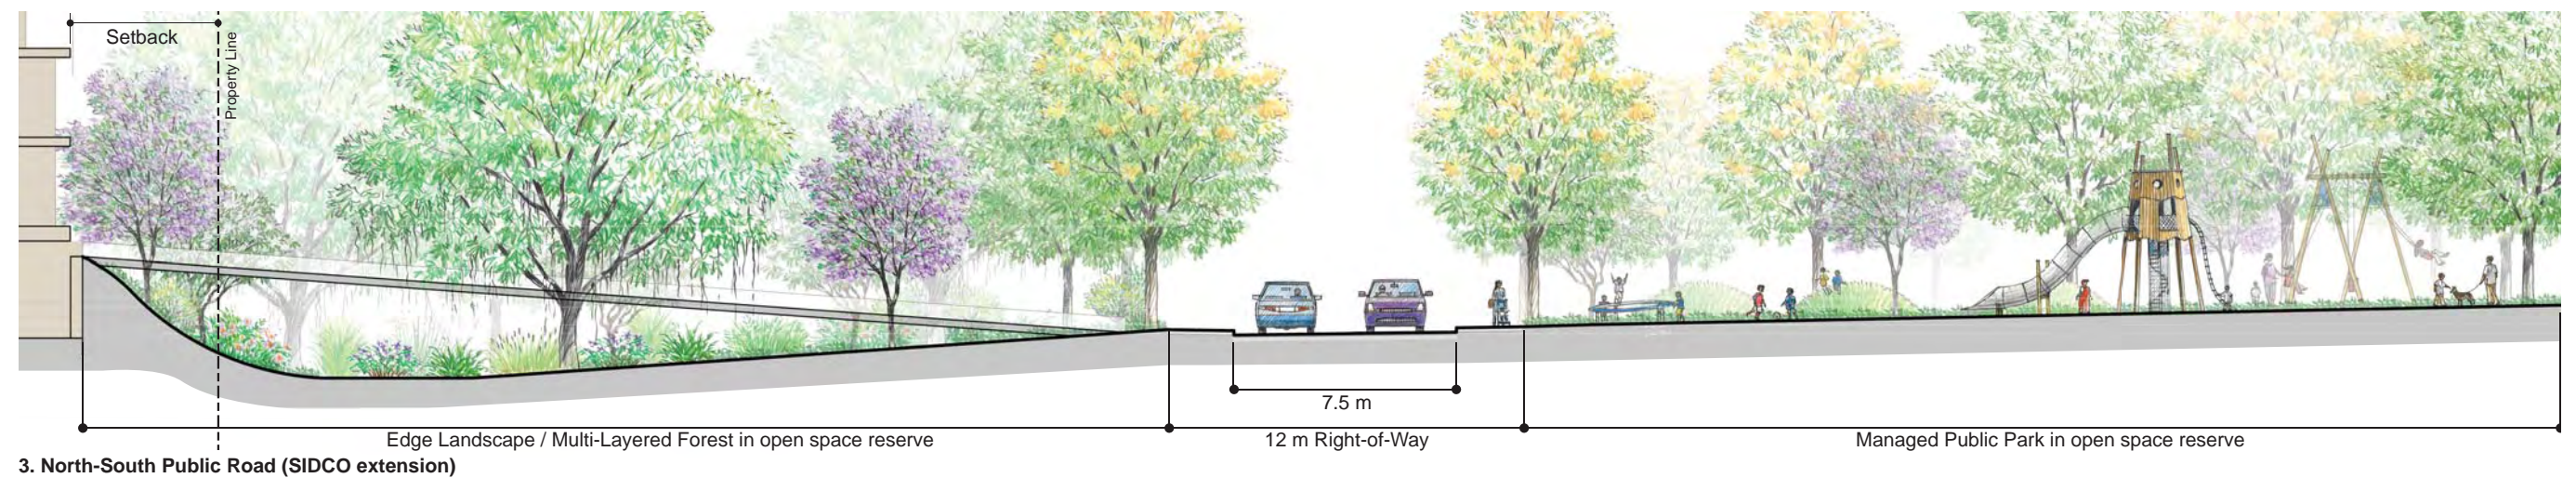 Setback
Property Line
7.5 m
Edge Landscape / Multi-Layered Forest in open space reserve
12 m Right-of-Way
Managed Public Park in open space reserve
3. North-South Public Road (SIDCO extension)